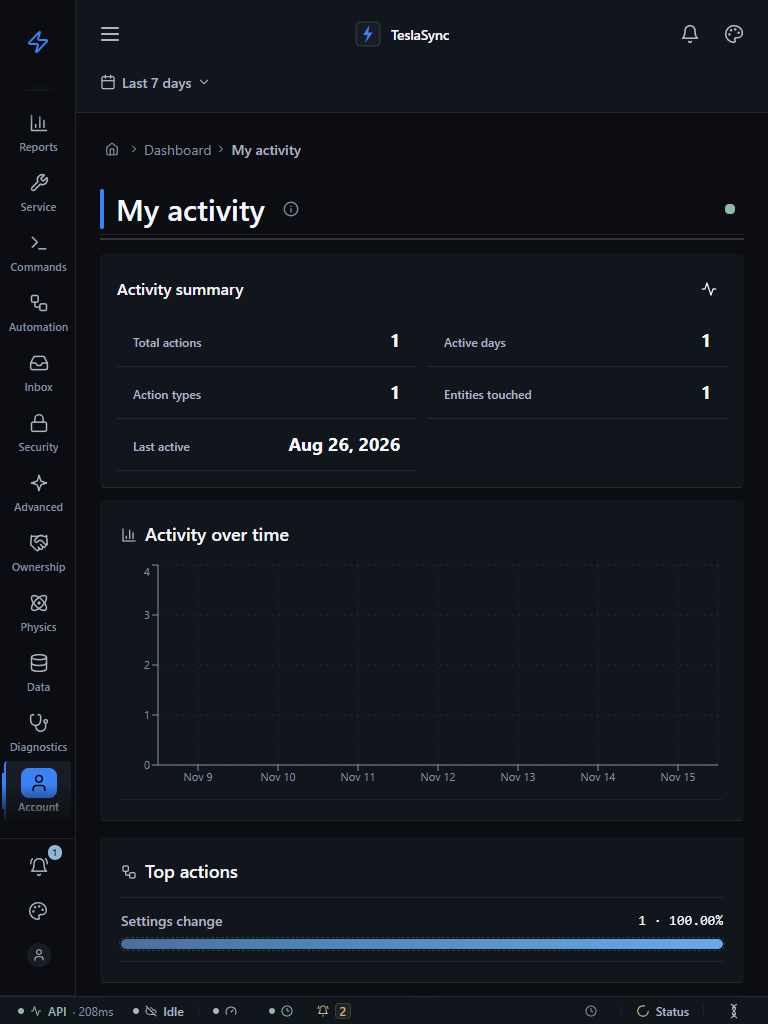 TeslaSync
Last 7 days
Reports
Service
Commands
Automation
Inbox
Security
Advanced
Ownership
Physics
Data
Diagnostics
Account
1
Dashboard
My activity
My activity
Activity summary
Total actions 1
Active days 1
Action types 1
Entities touched 1
Last active Aug 26, 2026
Activity over time
4
3
2
1
0
Nov 9 Nov 10 Nov 11 Nov 12 Nov 13 Nov 14 Nov 15
Top actions
Settings change 1 · 100.00%
API · 208ms Idle 2 Status